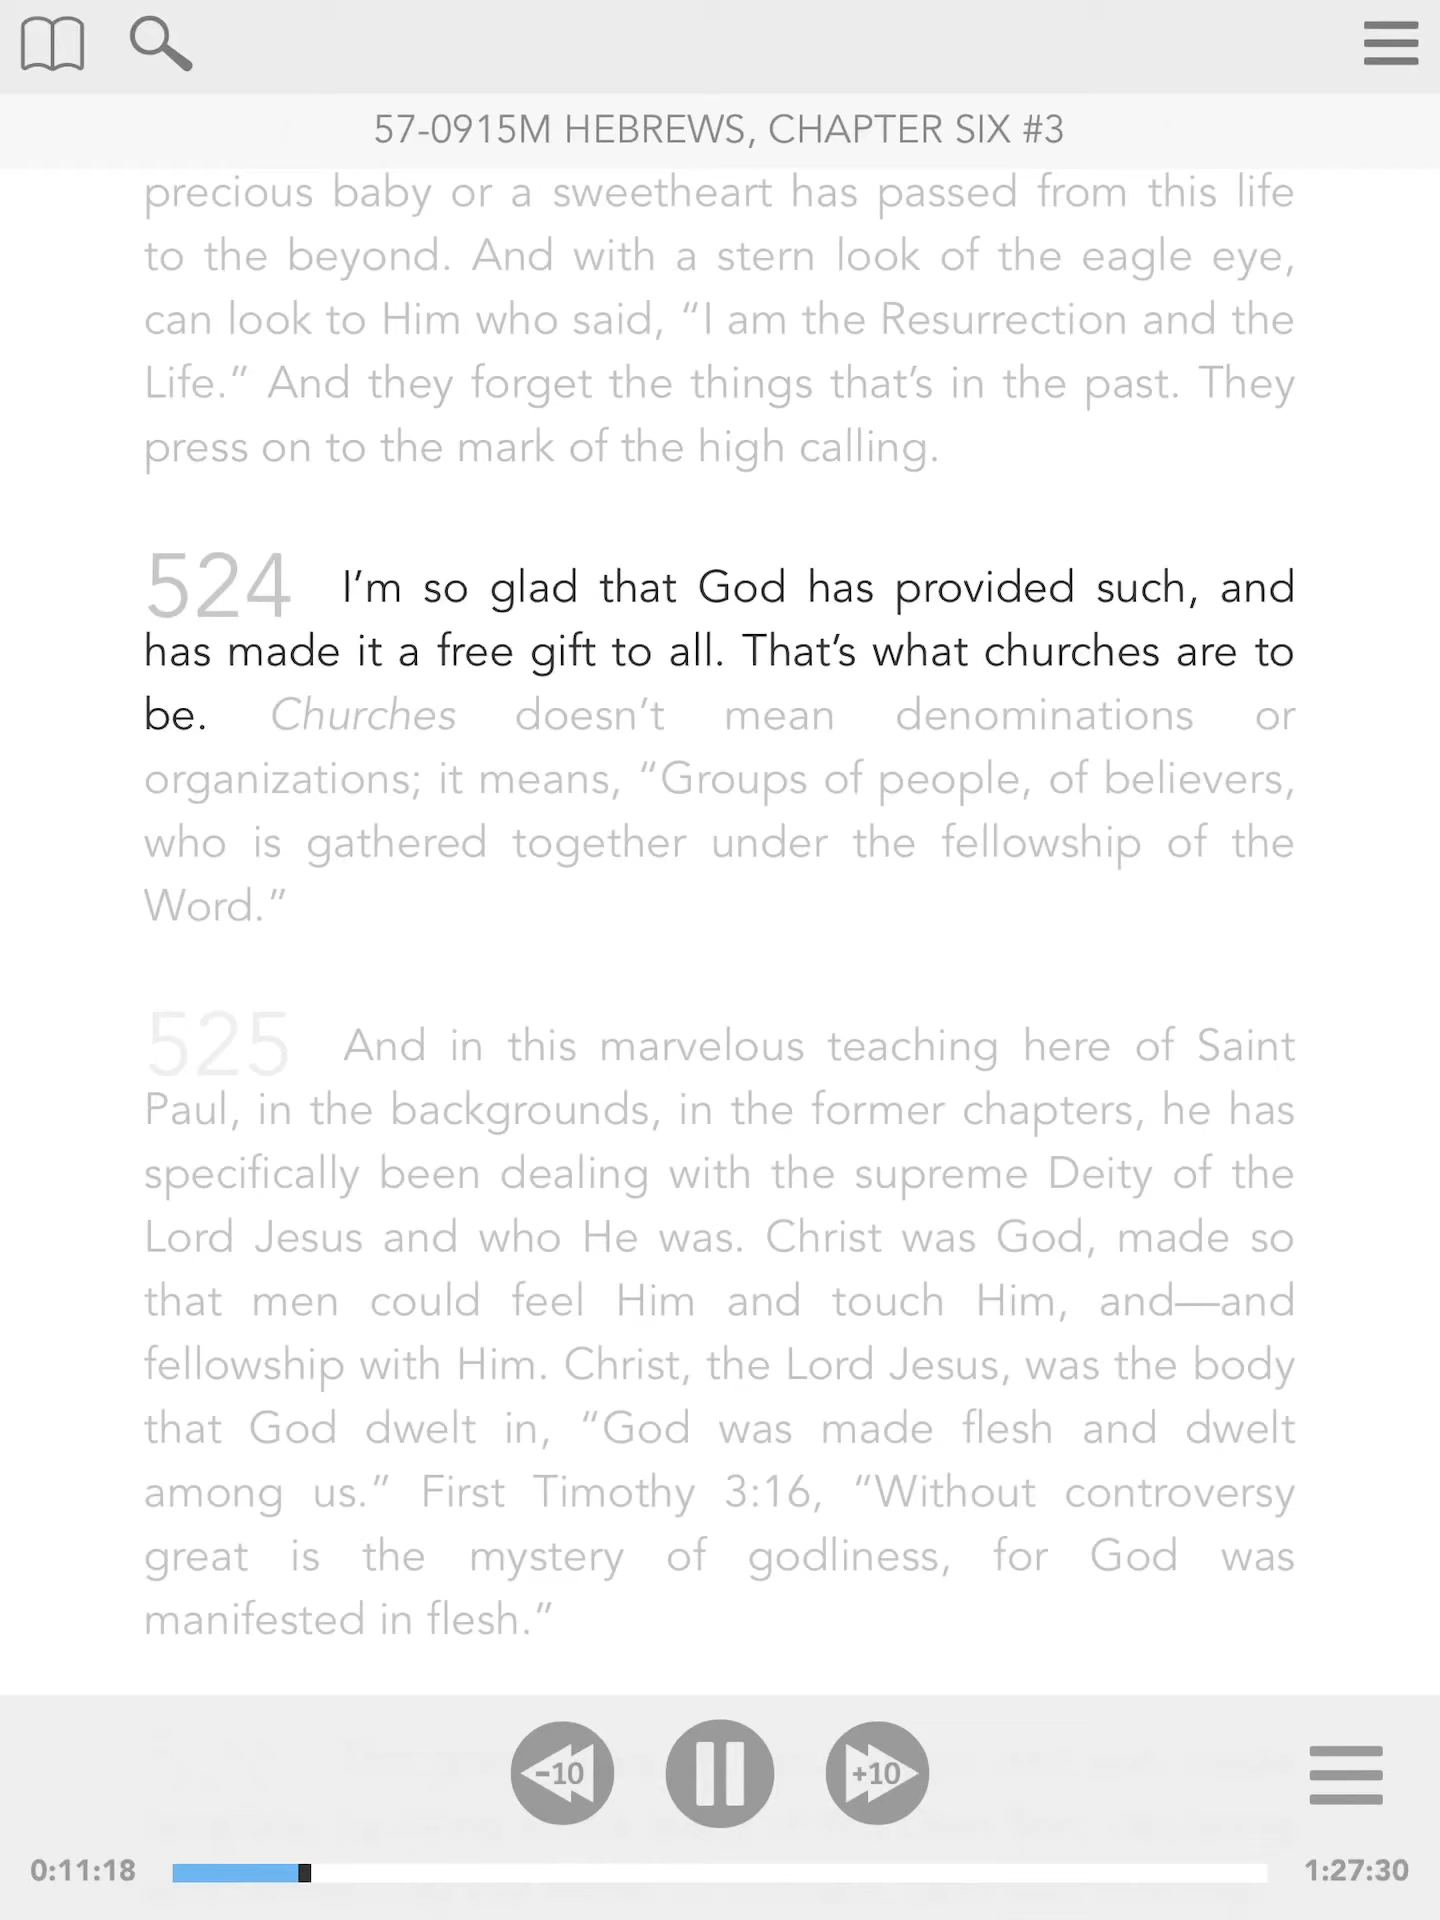 57-0915M HEBREWS, CHAPTER SIX #3
precious baby or a sweetheart has passed from this life
to the beyond. And with a stern look of the eagle eye,
can look to Him who said, “I am the Resurrection and the
Life.” And they forget the things that’s in the past. They
press on to the mark of the high calling.
524 I’m so glad that God has provided such, and
has made it a free gift to all. That’s what churches are to
be. Churches doesn’t mean denominations or
organizations; it means, “Groups of people, of believers,
who is gathered together under the fellowship of the
Word.”
525 And in this marvelous teaching here of Saint
Paul, in the backgrounds, in the former chapters, he has
specifically been dealing with the supreme Deity of the
Lord Jesus and who He was. Christ was God, made so
that men could feel Him and touch Him, and—and
fellowship with Him. Christ, the Lord Jesus, was the body
that God dwelt in, “God was made flesh and dwelt
among us.” First Timothy 3:16, “Without controversy
great is the mystery of godliness, for God was
manifested in flesh.”
-10 +10
0:11:18 1:27:30